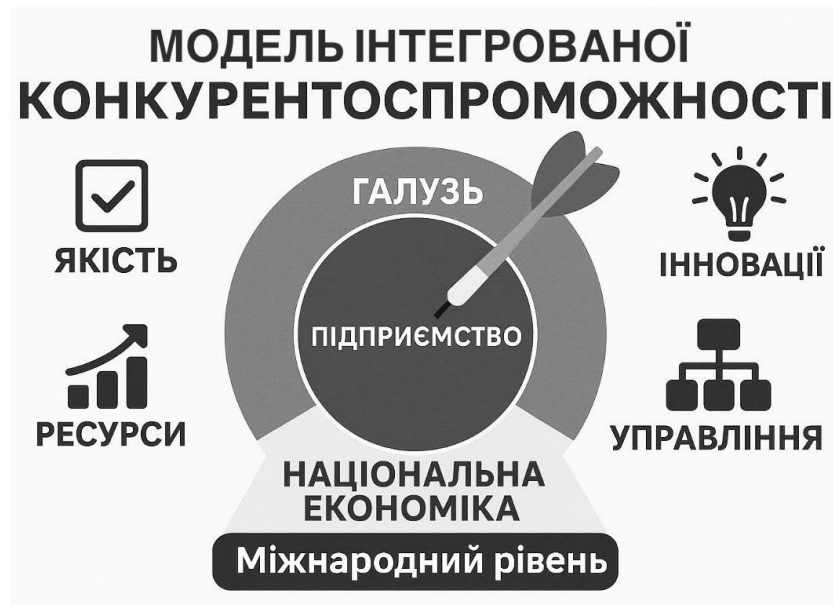 МОДЕЛЬ ІНТЕГРОВАНОЇ
КОНКУРЕНТОСПРОМОЖНОСТІ
ГАЛУЗЬ
ЯКІСТЬ
ІННОВАЦІЇ
ПІДПРИЄМСТВО
РЕСУРСИ
УПРАВЛІННЯ
НАЦІОНАЛЬНА
ЕКОНОМІКА
Міжнародний рівень